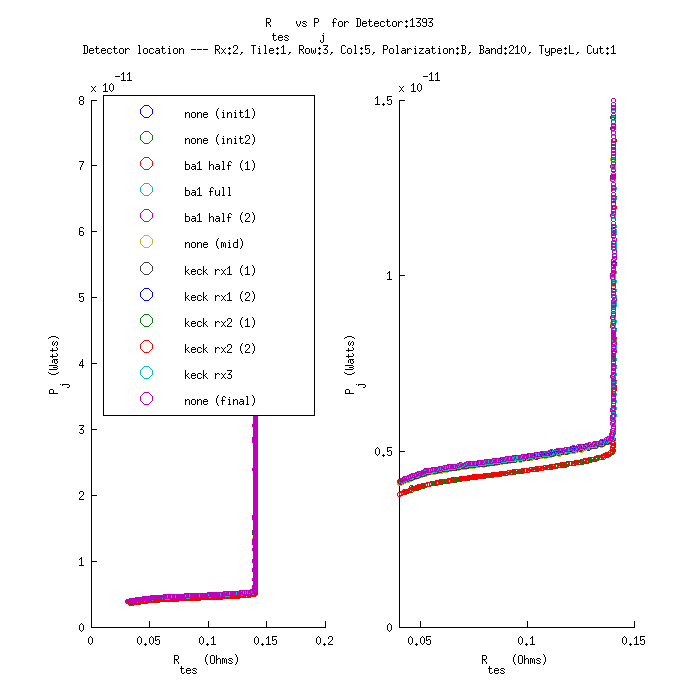 R tes vs P j for Detector:1393
Detector location --- Rx:2, Tile:1, Row:3, Col:5, Polarization:B, Band:210, Type:L, Cut:1
x 10-11
8
7
6
5
4
3
2
1
0
P j (Watts)
none (init1)
none (init2)
ba1 half (1)
ba1 full
ba1 half (2)
none (mid)
keck rx1 (1)
keck rx1 (2)
keck rx2 (1)
keck rx2 (2)
keck rx3
none (final)
0 0.05 0.1 0.15 0.2
R tes (Ohms)
x 10-11
1.5
1
0.5
0
P j (Watts)
0.05 0.1 0.15
R tes (Ohms)